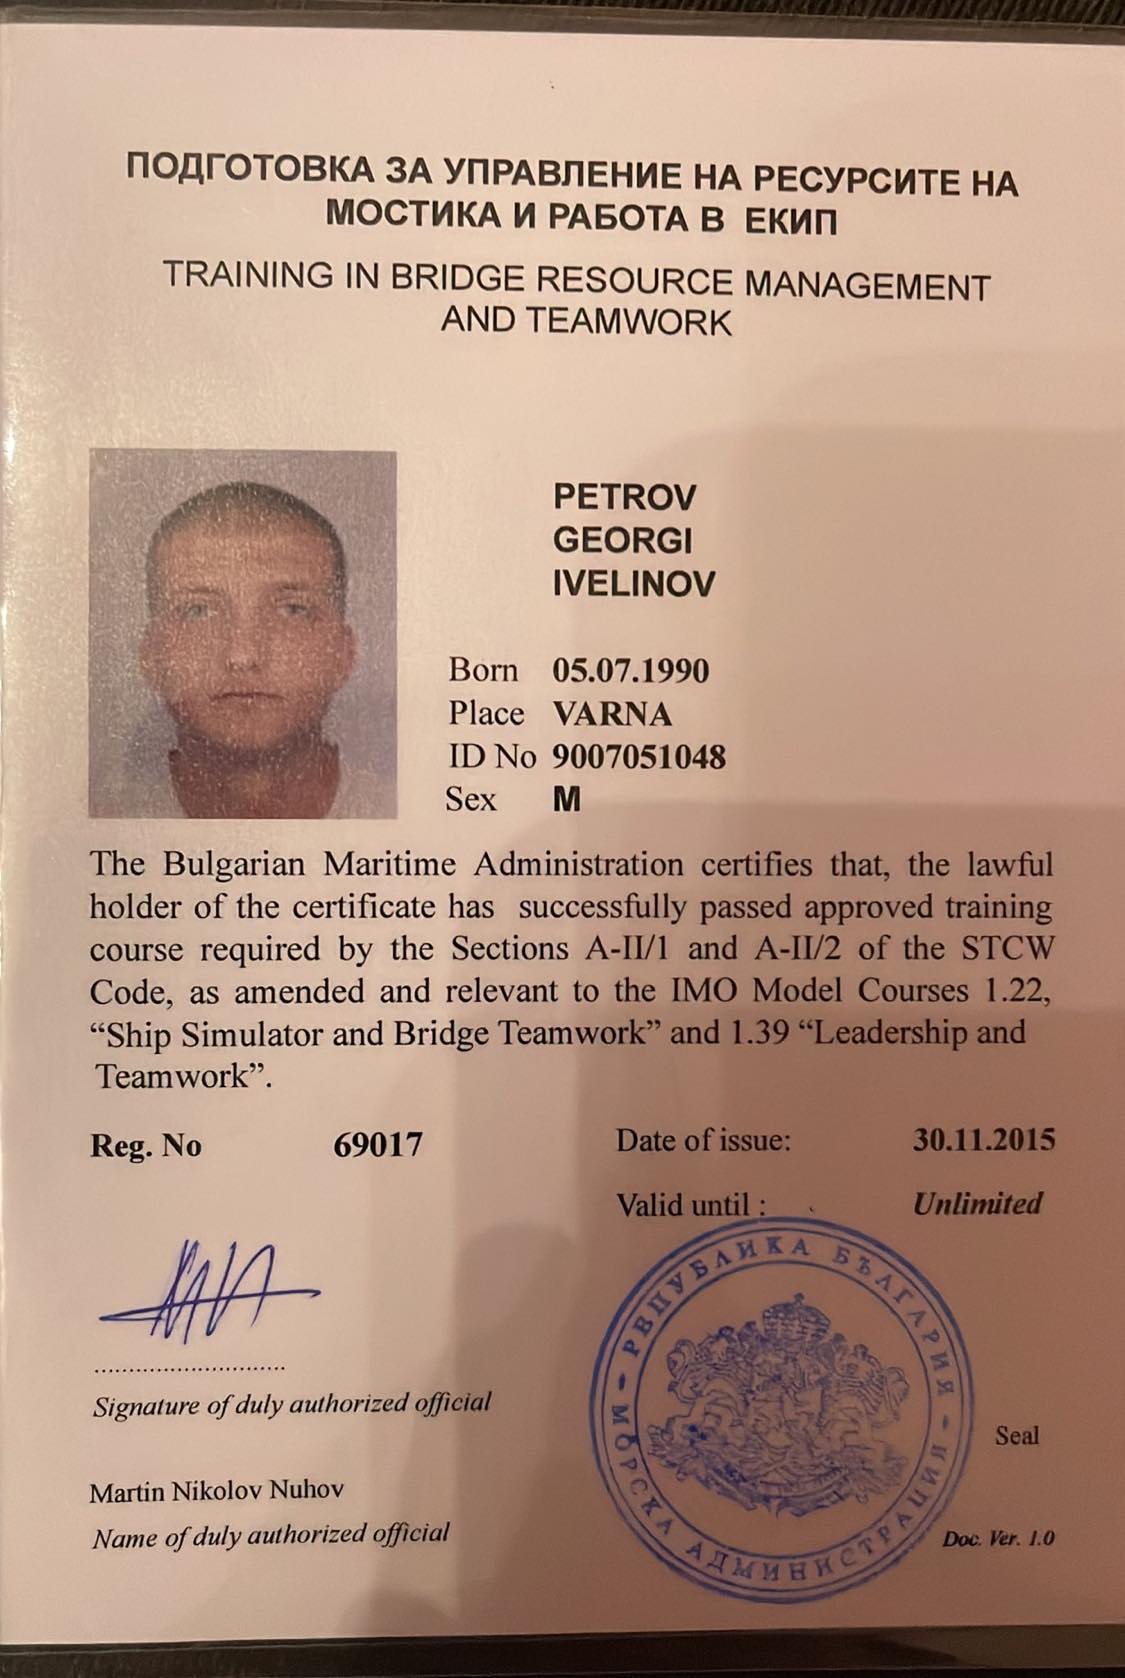 ПОДГОТОВКА ЗА УПРАВЛЕНИЕ НА РЕСУРСИТЕ НА
МОСТИКА И РАБОТА В ЕКИП
TRAINING IN BRIDGE RESOURCE MANAGEMENT
AND TEAMWORK
PETROV
GEORGI
IVELINOV
Born 05.07.1990
Place VARNA
ID No 9007051048
Sex M
The Bulgarian Maritime Administration certifies that, the lawful
holder of the certificate has successfully passed approved training
course required by the Sections A-II/1 and A-II/2 of the STCW
Code, as amended and relevant to the IMO Model Courses 1.22,
“Ship Simulator and Bridge Teamwork” and 1.39 “Leadership and
Teamwork”.
Reg. No 69017 Date of issue: 30.11.2015
Valid until : Unlimited
РЕПУБЛИКА БЪЛГАРИЯ
МОРСКА АДМИНИСТРАЦИЯ
Signature of duly authorized official
Seal
Martin Nikolov Nuhov
Name of duly authorized official
Doc. Ver. 1.0